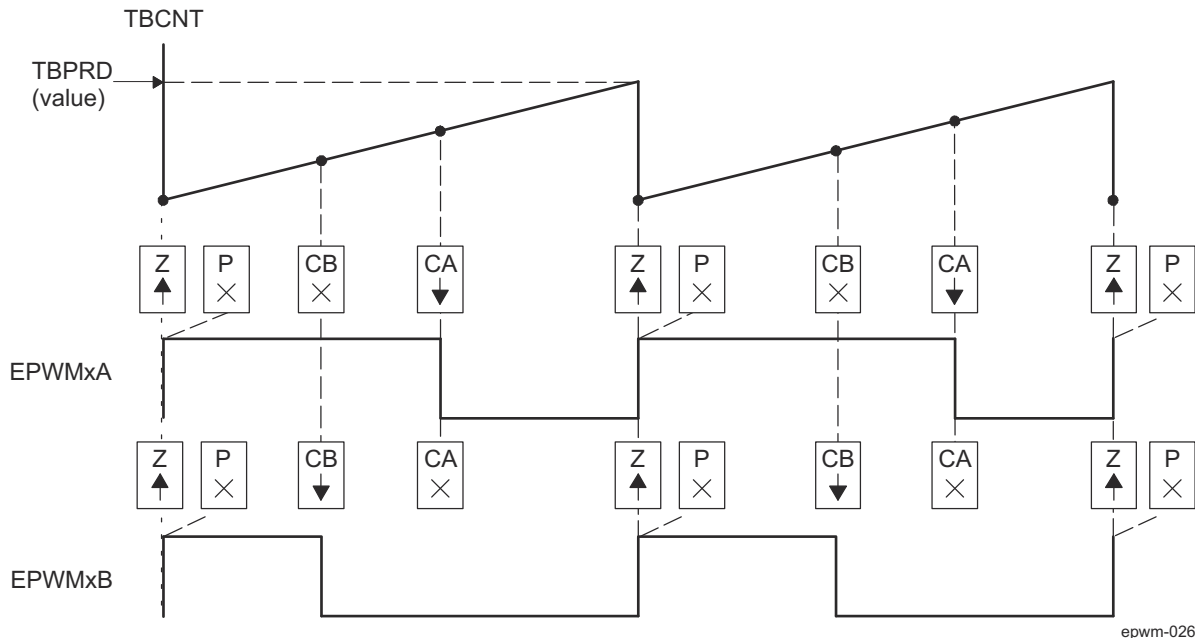 TBCNT
TBPRD
(value)
Z P CB CA Z P CB CA Z P
EPWMxA
Z P CB CA Z P CB CA Z P
EPWMxB
epwm-026